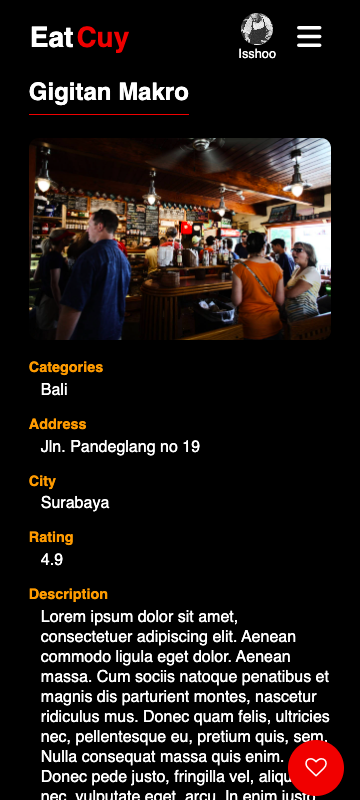 EatCuy
Isshoo
Gigitan Makro
Categories
Bali
Address
Jln. Pandeglang no 19
City
Surabaya
Rating
4.9
Description
Lorem ipsum dolor sit amet,
consectetuer adipiscing elit. Aenean
commodo ligula eget dolor. Aenean
massa. Cum sociis natoque penatibus et
magnis dis parturient montes, nascetur
ridiculus mus. Donec quam felis, ultricies
nec, pellentesque eu, pretium quis, sem.
Nulla consequat massa quis enim.
Donec pede justo, fringilla vel,
nec, vulputate eget, arcu. In enim justo